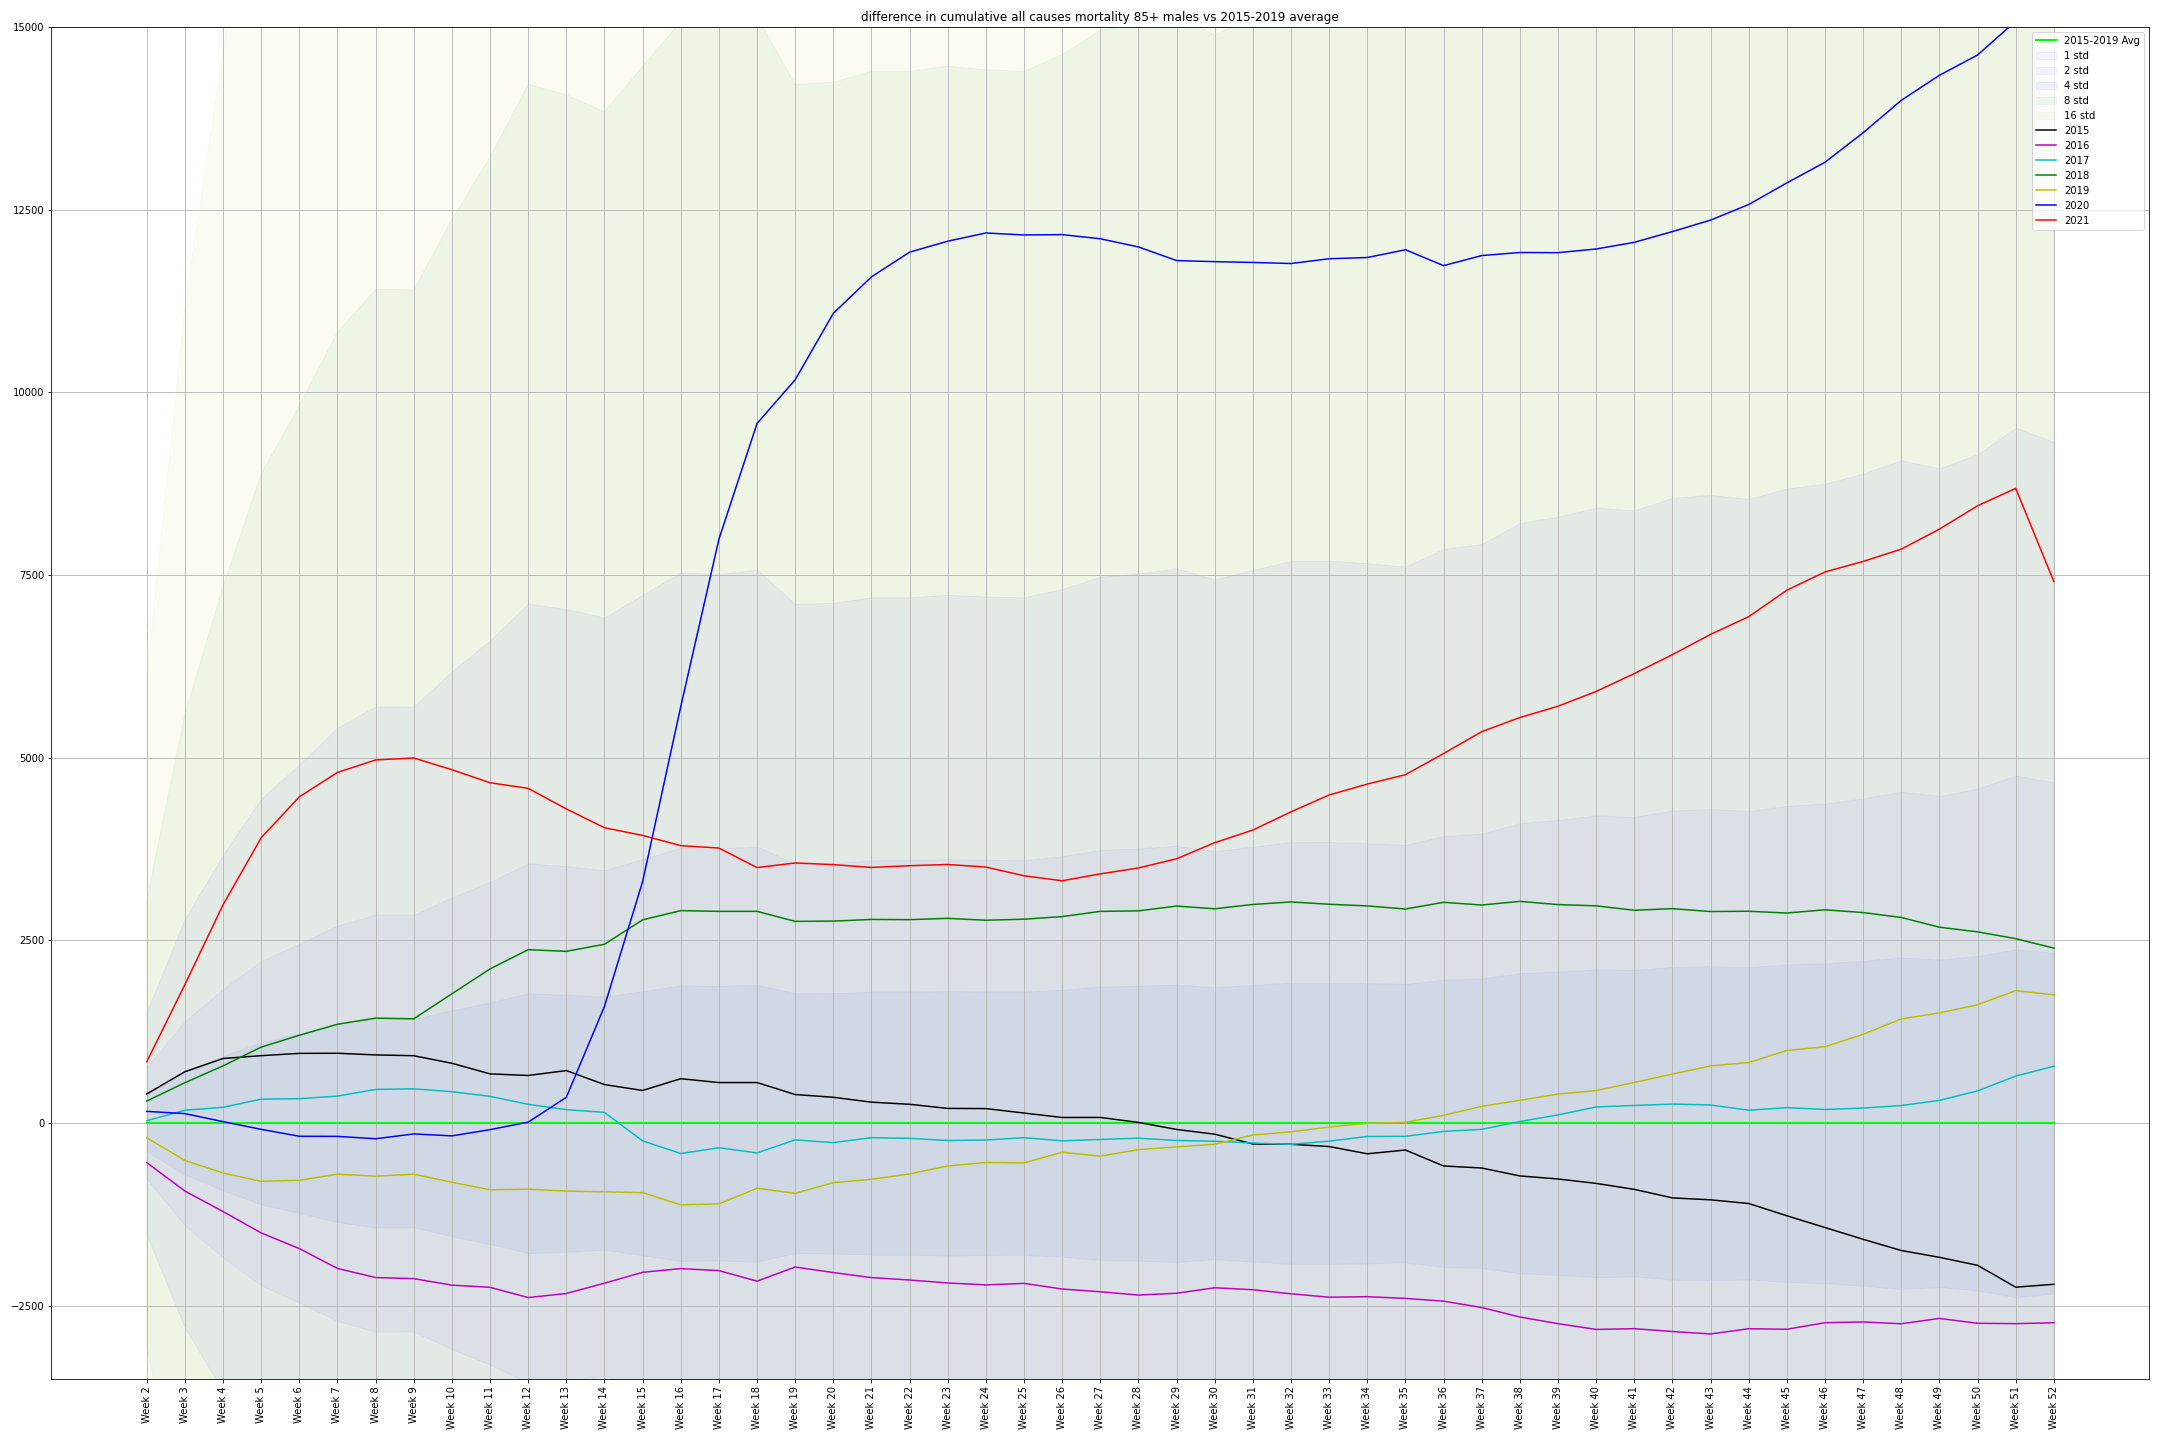 difference in cumulative all causes mortality 85+ males vs 2015-2019 average
15000
12500
10000
7500
5000
2500
0
−2500
2015-2019 Avg
1 std
2 std
4 std
8 std
16 std
2015
2016
2017
2018
2019
2020
2021
Week 2
Week 3
Week 4
Week 5
Week 6
Week 7
Week 8
Week 9
Week 10
Week 11
Week 12
Week 13
Week 14
Week 15
Week 16
Week 17
Week 18
Week 19
Week 20
Week 21
Week 22
Week 23
Week 24
Week 25
Week 26
Week 27
Week 28
Week 29
Week 30
Week 31
Week 32
Week 33
Week 34
Week 35
Week 36
Week 37
Week 38
Week 39
Week 40
Week 41
Week 42
Week 43
Week 44
Week 45
Week 46
Week 47
Week 48
Week 49
Week 50
Week 51
Week 52